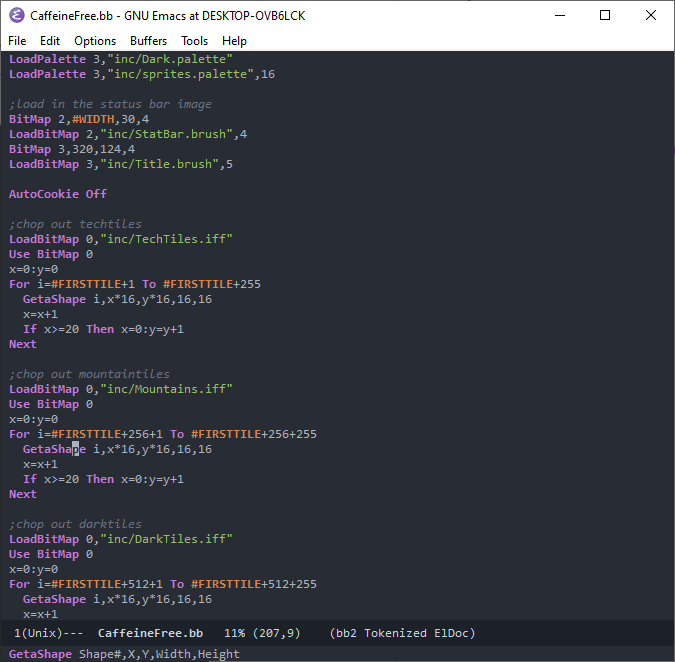 CaffeineFree.bb - GNU Emacs at DESKTOP-OVB6LCK
File Edit Options Buffers Tools Help
LoadPalette 3,"inc/Dark.palette"
LoadPalette 3,"inc/sprites.palette",16
;load in the status bar image
BitMap 2,#WIDTH,30,4
LoadBitMap 2,"inc/StatBar.brush",4
BitMap 3,320,124,4
LoadBitMap 3,"inc/Title.brush",5
AutoCookie Off
;chop out techtiles
LoadBitMap 0,"inc/TechTiles.iff"
Use BitMap 0
x=0:y=0
For i=#FIRSTTILE+1 To #FIRSTTILE+255
  GetaShape i,x*16,y*16,16,16
  x=x+1
  If x>=20 Then x=0:y=y+1
Next
;chop out mountaintiles
LoadBitMap 0,"inc/Mountains.iff"
Use BitMap 0
x=0:y=0
For i=#FIRSTTILE+256+1 To #FIRSTTILE+256+255
  GetaShape i,x*16,y*16,16,16
  x=x+1
  If x>=20 Then x=0:y=y+1
Next
;chop out darktiles
LoadBitMap 0,"inc/DarkTiles.iff"
Use BitMap 0
x=0:y=0
For i=#FIRSTTILE+512+1 To #FIRSTTILE+512+255
  GetaShape i,x*16,y*16,16,16
  x=x+1
1(Unix)--- CaffeineFree.bb 11% (207,9) (bb2 Tokenized ElDoc)
GetaShape Shape#,X,Y,Width,Height